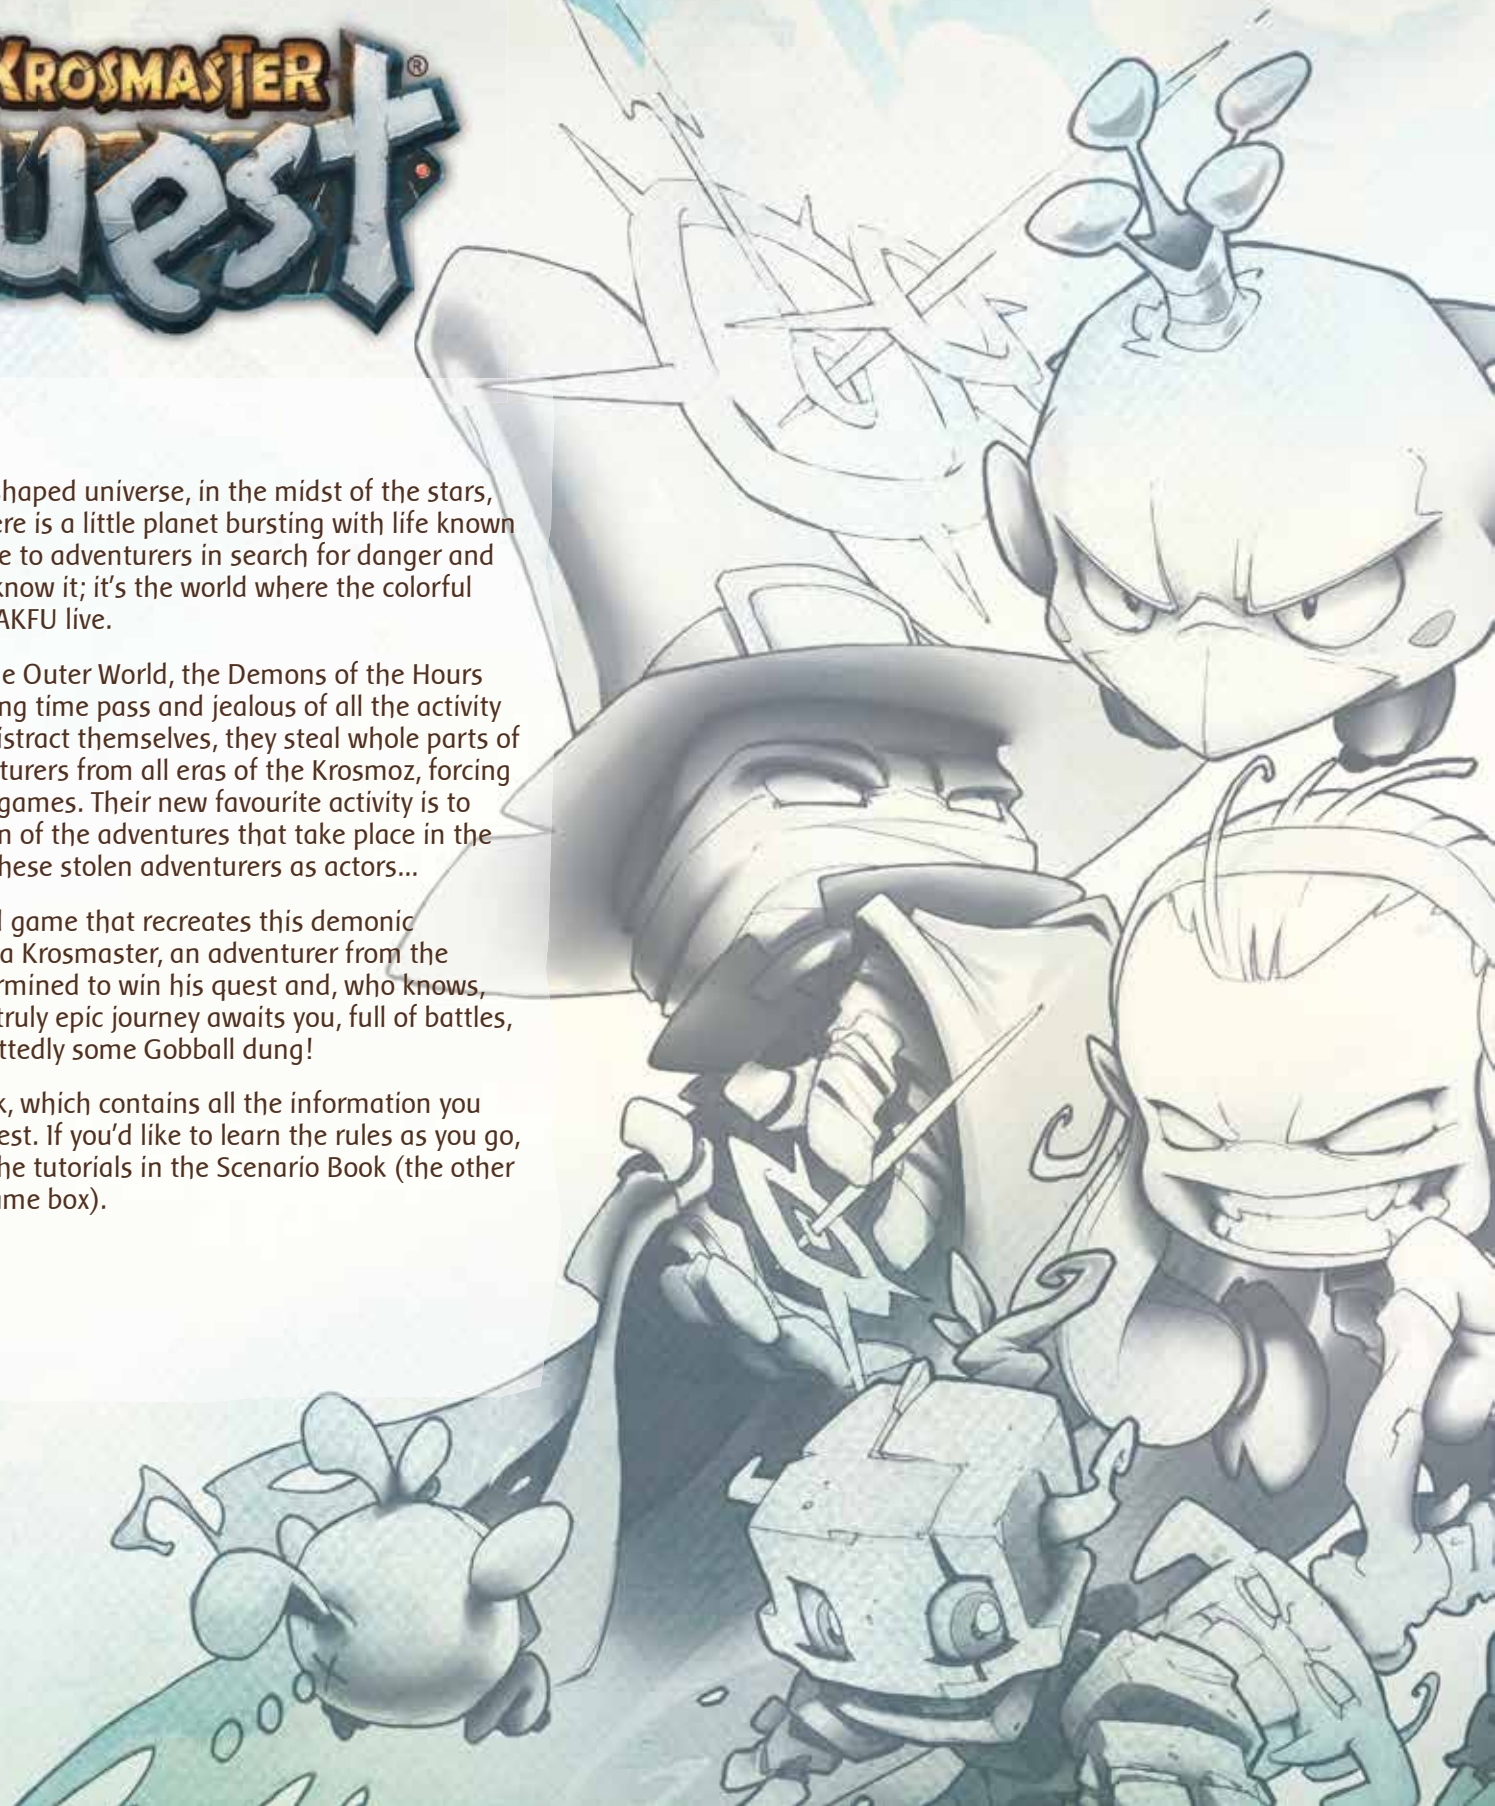 KROSMASTER ®
uest
haped universe, in the midst of the stars,
ere is a little planet bursting with life known
e to adventurers in search for danger and
know it; it's the world where the colorful
AKFU live.
e Outer World, the Demons of the Hours
ng time pass and jealous of all the activity
istract themselves, they steal whole parts of
turers from all eras of the Krosmoz, forcing
games. Their new favourite activity is to
n of the adventures that take place in the
hese stolen adventurers as actors...
l game that recreates this demonic
a Krosmaster, an adventurer from the
rmined to win his quest and, who knows,
truly epic journey awaits you, full of battles,
ttedly some Gobball dung!
k, which contains all the information you
est. If you'd like to learn the rules as you go,
he tutorials in the Scenario Book (the other
ame box).